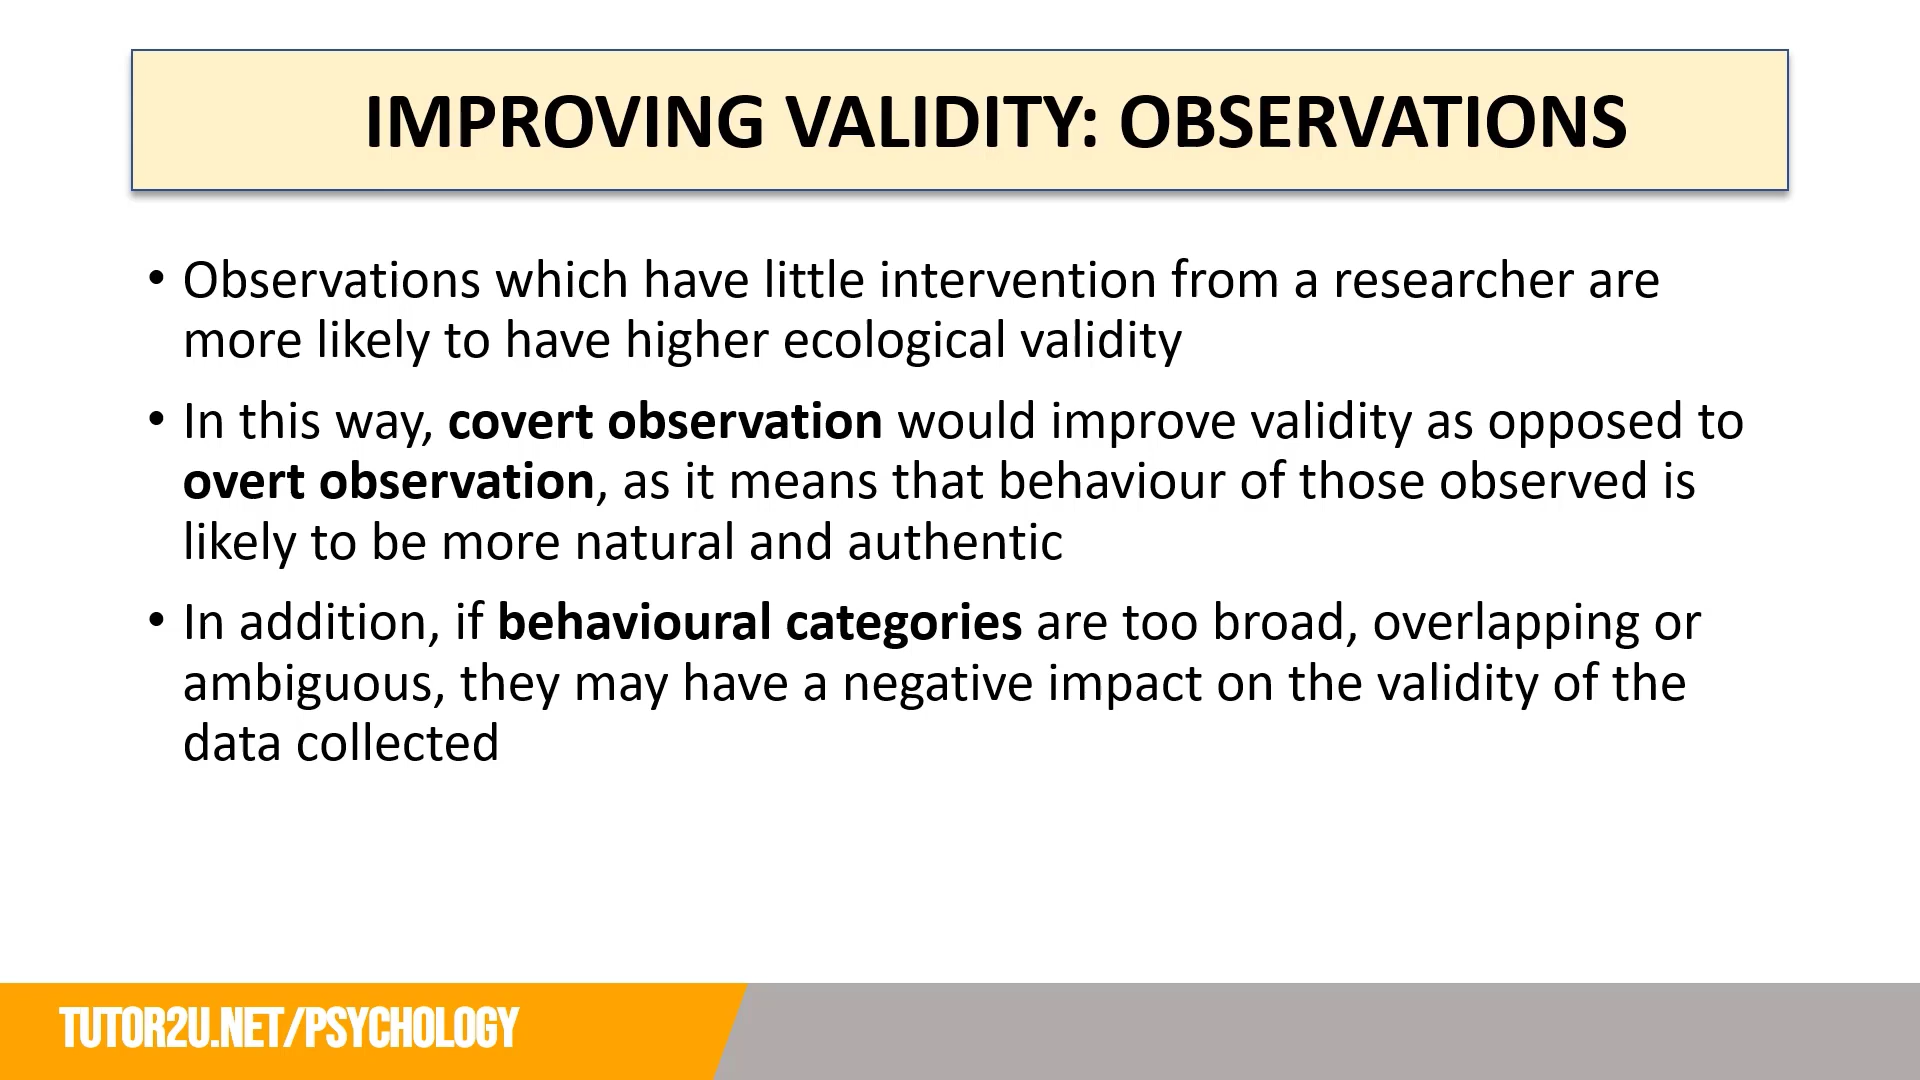 IMPROVING VALIDITY: OBSERVATIONS
• Observations which have little intervention from a researcher are
more likely to have higher ecological validity
• In this way, covert observation would improve validity as opposed to
overt observation, as it means that behaviour of those observed is
likely to be more natural and authentic
• In addition, if behavioural categories are too broad, overlapping or
ambiguous, they may have a negative impact on the validity of the
data collected
TUTOR2U.NET/PSYCHOLOGY